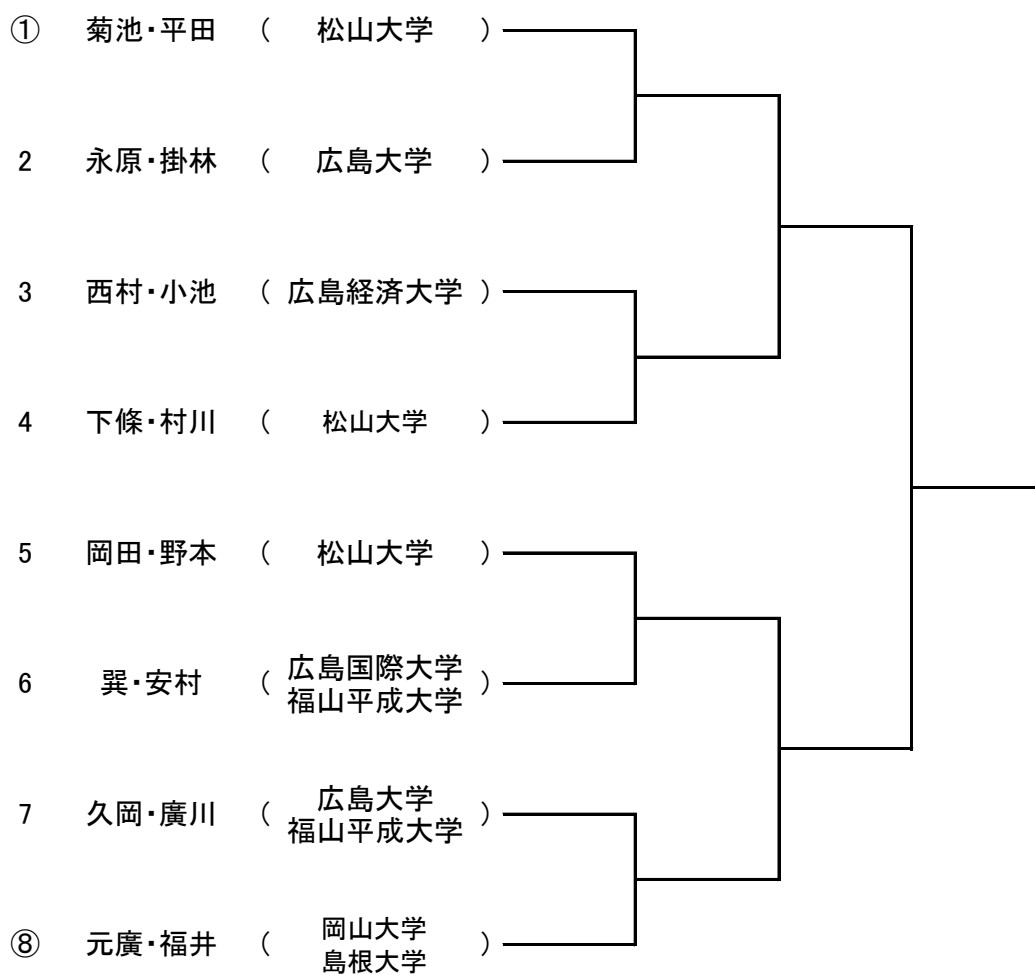 ① 菊池・平田 ( 松山大学 )
2 永原・掛林 ( 広島大学 )
3 西村・小池 ( 広島経済大学 )
4 下條・村川 ( 松山大学 )
5 岡田・野本 ( 松山大学 )
6 巽・安村 ( 広島国際大学
福山平成大学 )
7 久岡・廣川 ( 広島大学
福山平成大学 )
⑧ 元廣・福井 ( 岡山大学
島根大学 )